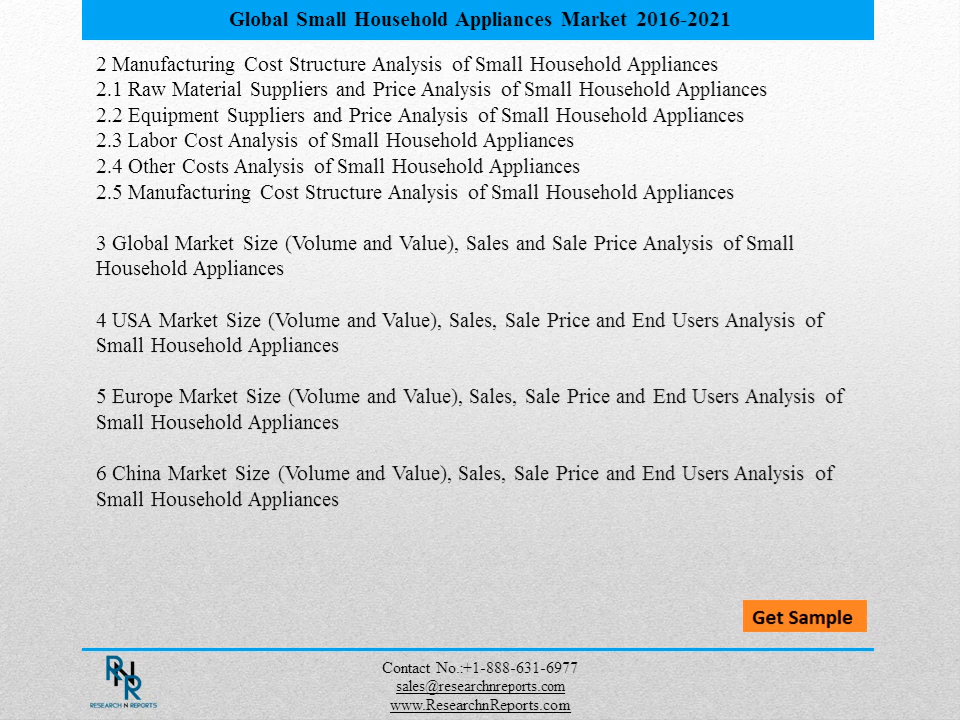 Global Small Household Appliances Market 2016-2021
2 Manufacturing Cost Structure Analysis of Small Household Appliances
2.1 Raw Material Suppliers and Price Analysis of Small Household Appliances
2.2 Equipment Suppliers and Price Analysis of Small Household Appliances
2.3 Labor Cost Analysis of Small Household Appliances
2.4 Other Costs Analysis of Small Household Appliances
2.5 Manufacturing Cost Structure Analysis of Small Household Appliances
3 Global Market Size (Volume and Value), Sales and Sale Price Analysis of Small
Household Appliances
4 USA Market Size (Volume and Value), Sales, Sale Price and End Users Analysis of
Small Household Appliances
5 Europe Market Size (Volume and Value), Sales, Sale Price and End Users Analysis of
Small Household Appliances
6 China Market Size (Volume and Value), Sales, Sale Price and End Users Analysis of
Small Household Appliances
Get Sample
RNR
RESEARCH N REPORTS
Contact No.:+1-888-631-6977
sales@researchnreports.com
www.ResearchnReports.com